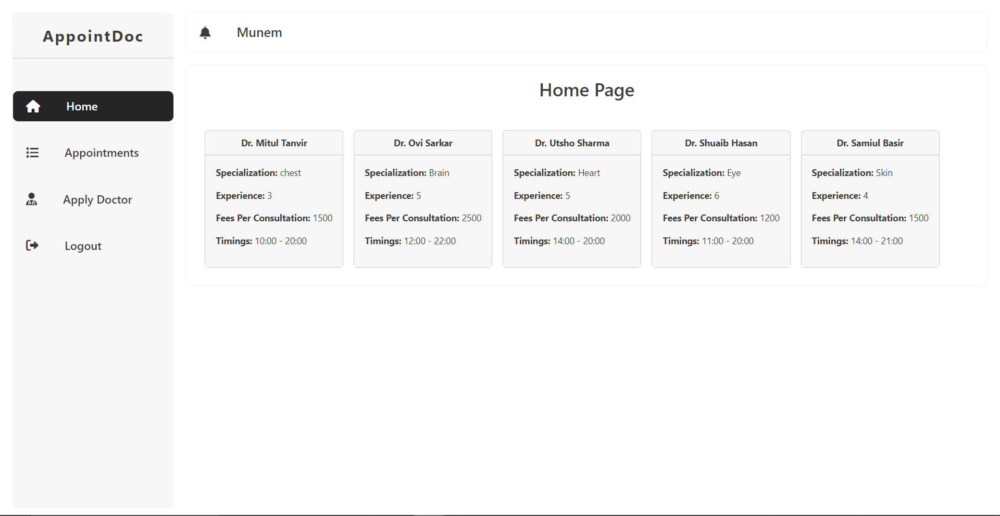 AppointDoc
Home
Appointments
Apply Doctor
Logout
Munem
Home Page
Dr. Mitul Tanvir
Specialization: chest
Experience: 3
Fees Per Consultation: 1500
Timings: 10:00 - 20:00
Dr. Ovi Sarkar
Specialization: Brain
Experience: 5
Fees Per Consultation: 2500
Timings: 12:00 - 22:00
Dr. Utsho Sharma
Specialization: Heart
Experience: 5
Fees Per Consultation: 2000
Timings: 14:00 - 20:00
Dr. Shuaib Hasan
Specialization: Eye
Experience: 6
Fees Per Consultation: 1200
Timings: 11:00 - 20:00
Dr. Samiul Basir
Specialization: Skin
Experience: 4
Fees Per Consultation: 1500
Timings: 14:00 - 21:00